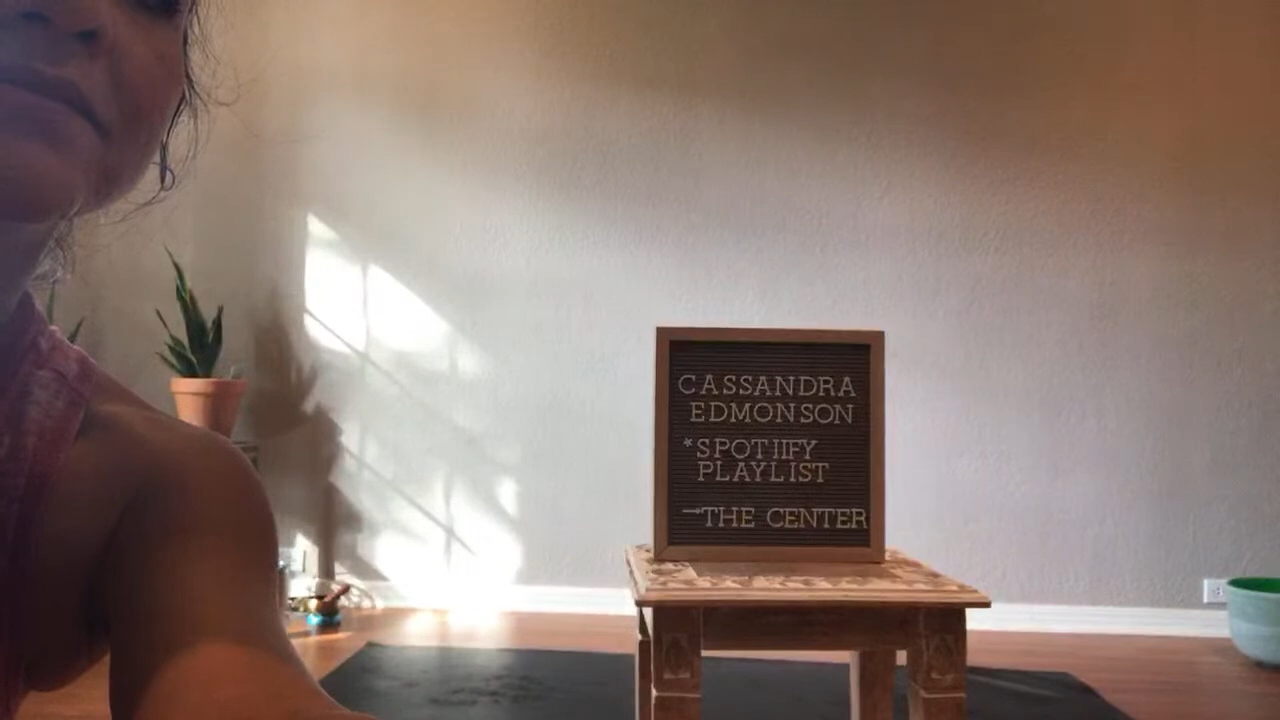 CASSANDRA
EDMONSON
*SPOTIIFY
PLAYLIST
→THE CENTER